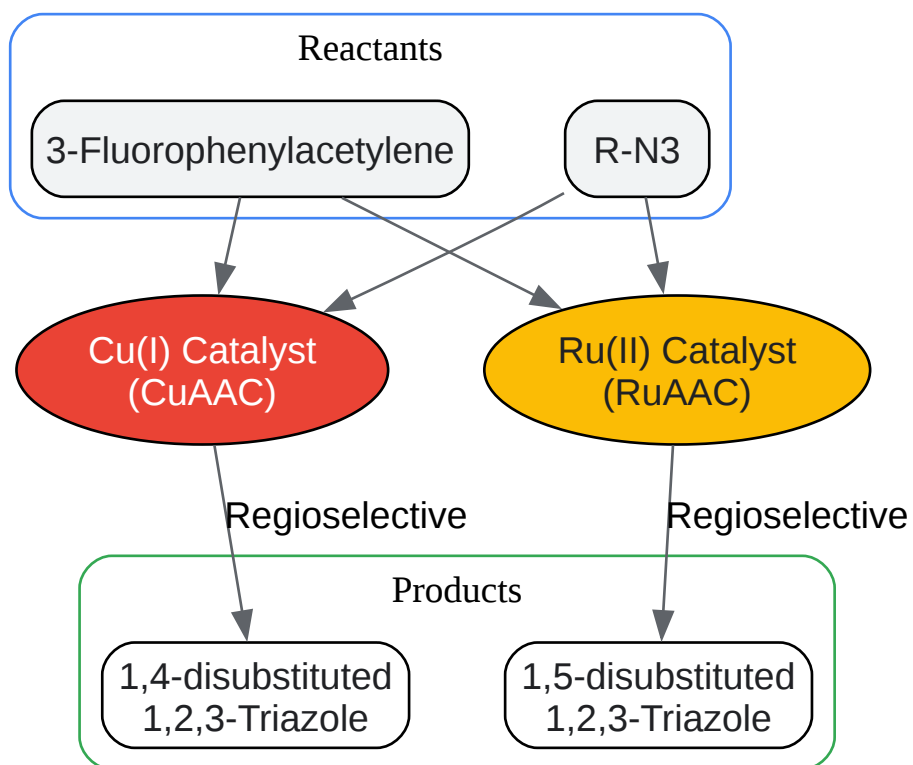 Reactants
3-Fluorophenylacetylene
R-N3
Cu(I) Catalyst
(CuAAC)
Ru(II) Catalyst
(RuAAC)
Regioselective
Regioselective
Products
1,4-disubstituted
1,2,3-Triazole
1,5-disubstituted
1,2,3-Triazole